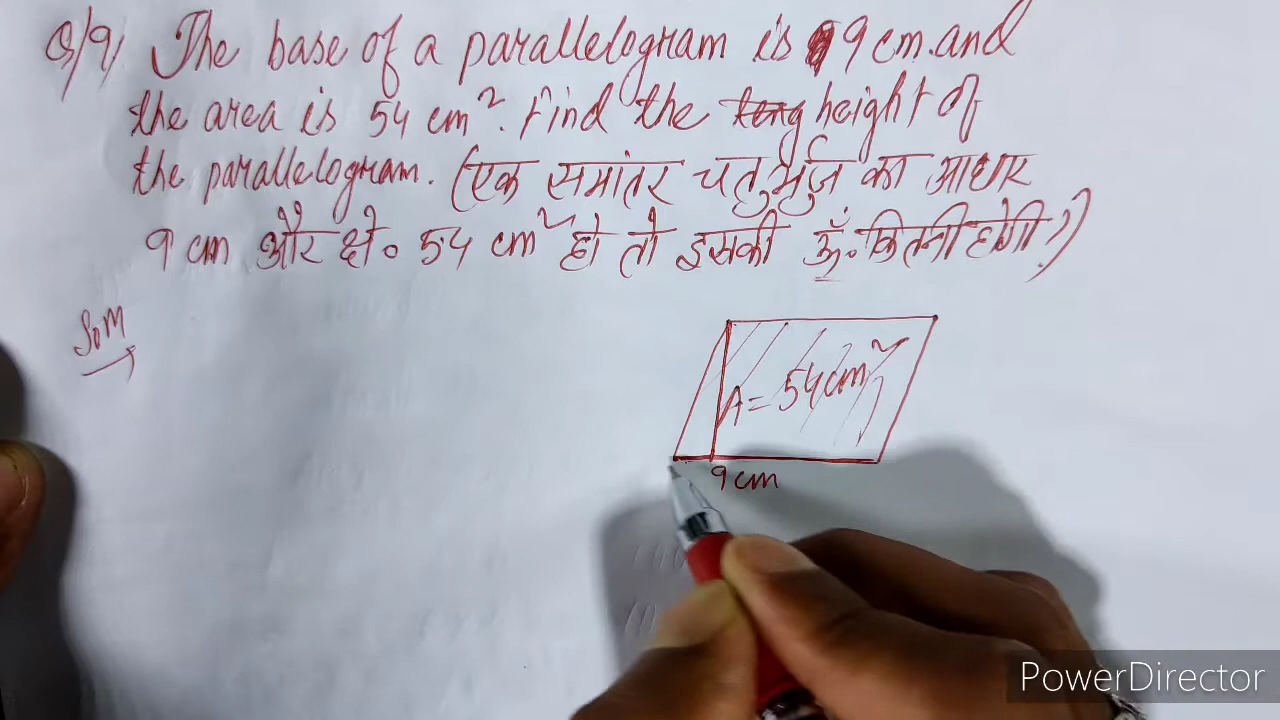 Q/9/ The base of a parallelogram is 9 cm. and
the area is 54 cm². Find the height of
the parallelogram. (एक समांतर चतुर्भुज का आधार
9 cm और क्षे० 54 cm² हो तो इसकी ऊँ० कितनी होगी?)
Soln
A = 54 cm²
9 cm
PowerDirector